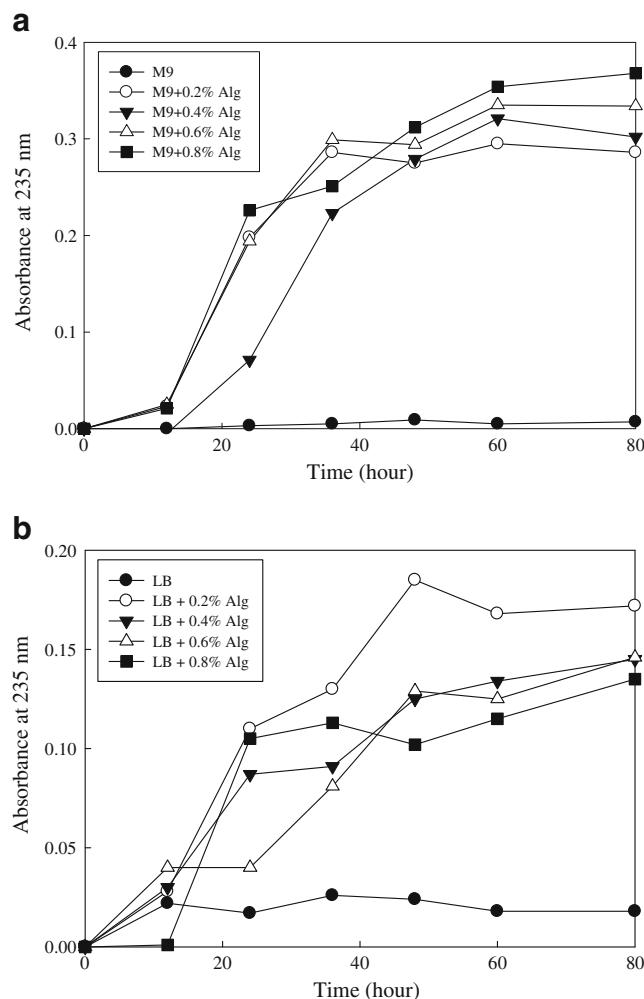 a
0.4
M9
M9+0.2% Alg
M9+0.4% Alg
M9+0.6% Alg
M9+0.8% Alg
0.3
Absorbance at 235 nm
0.2
0.1
0.0
0 20 40 60 80
Time (hour)
b
0.20
LB
LB + 0.2% Alg
LB + 0.4% Alg
LB + 0.6% Alg
LB + 0.8% Alg
0.15
Absorbance at 235 nm
0.10
0.05
0.00
0 20 40 60 80
Time (hour)